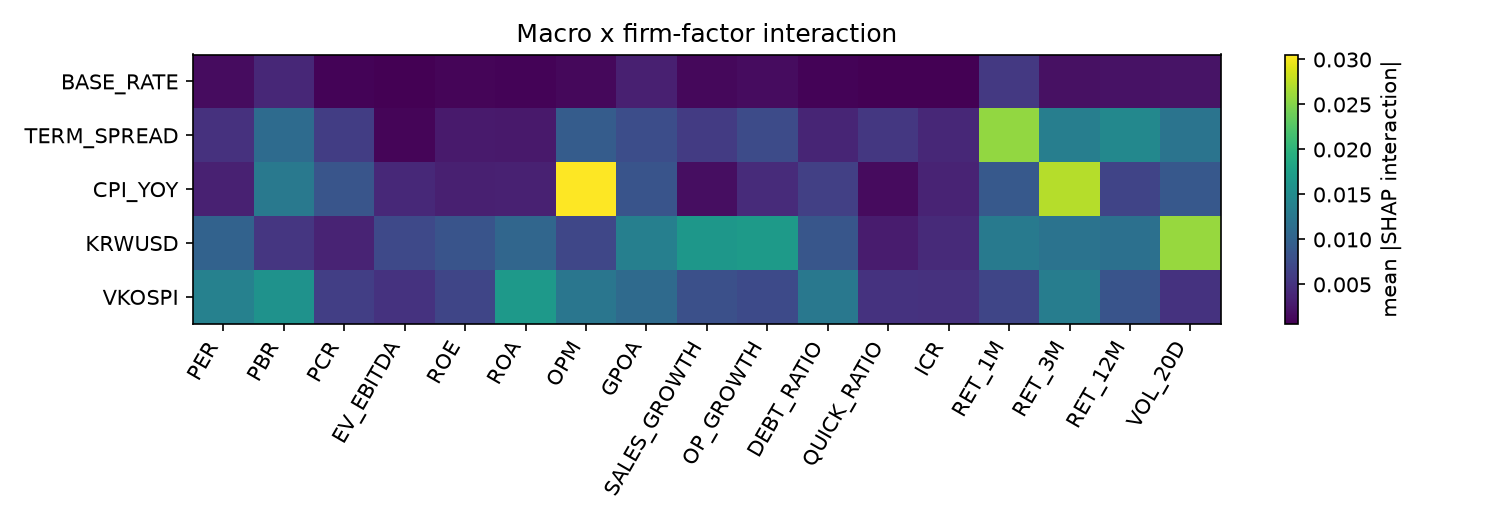 Macro x firm-factor interaction
BASE_RATE
TERM_SPREAD
CPI_YOY
KRWUSD
VKOSPI
PER
PBR
PCR
EV_EBITDA
ROE
ROA
OPM
GPOA
SALES_GROWTH
OP_GROWTH
DEBT_RATIO
QUICK_RATIO
ICR
RET_1M
RET_3M
RET_12M
VOL_20D
0.030
0.025
0.020
0.015
0.010
0.005
mean |SHAP interaction|